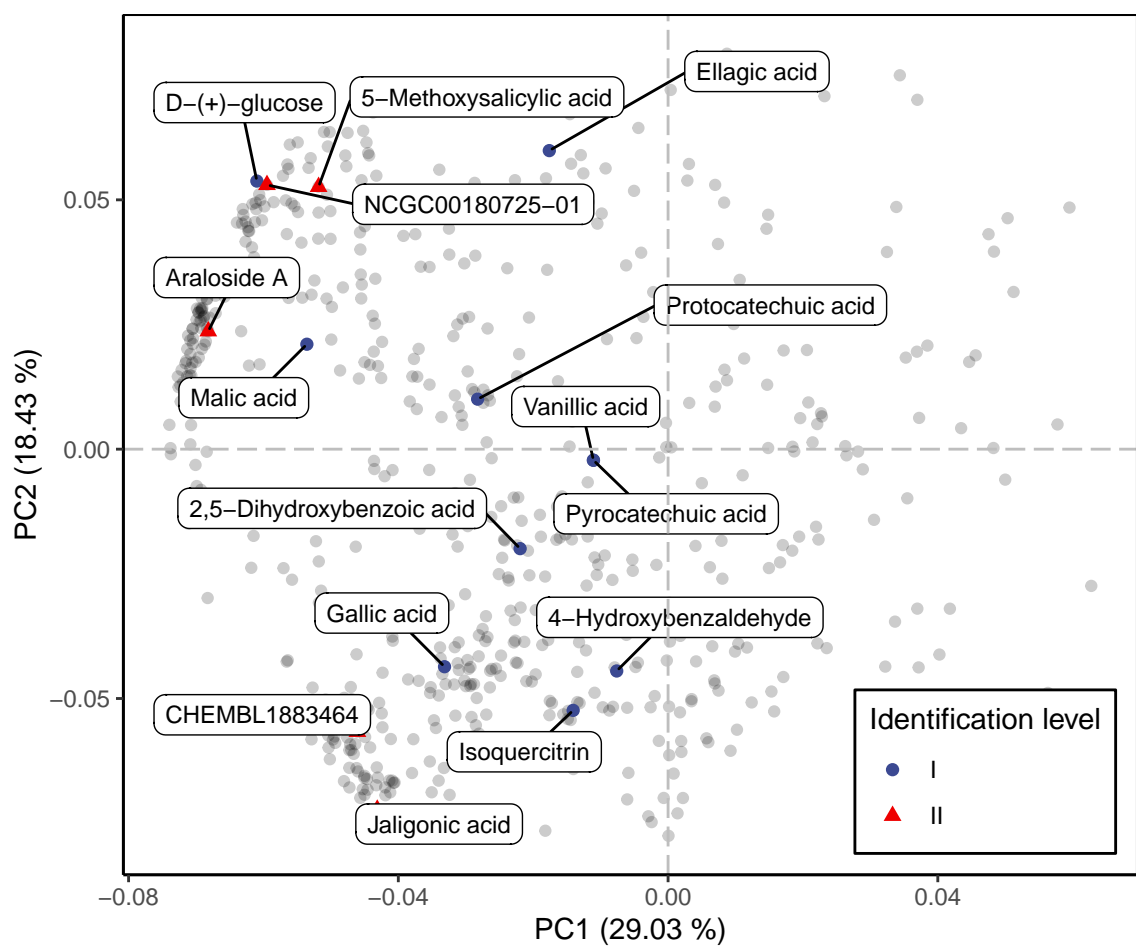 Ellagic acid
D−(+)−glucose
5−Methoxysalicylic acid
NCGC00180725−01
Araloside A
Protocatechuic acid
Malic acid
Vanillic acid
2,5−Dihydroxybenzoic acid
Pyrocatechuic acid
Gallic acid
4−Hydroxybenzaldehyde
CHEMBL1883464
Isoquercitrin
Jaligonic acid
Identification level
I
II
0.05
0.00
−0.05
PC2 (18.43 %)
−0.08
−0.04
0.00
0.04
PC1 (29.03 %)